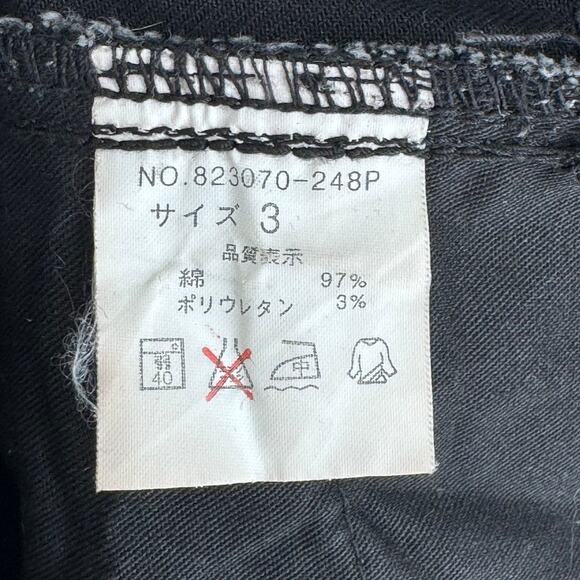 NO.823070-248P
サイズ 3
品質表示
綿 97%
ポリウレタン 3%
弱 40 中